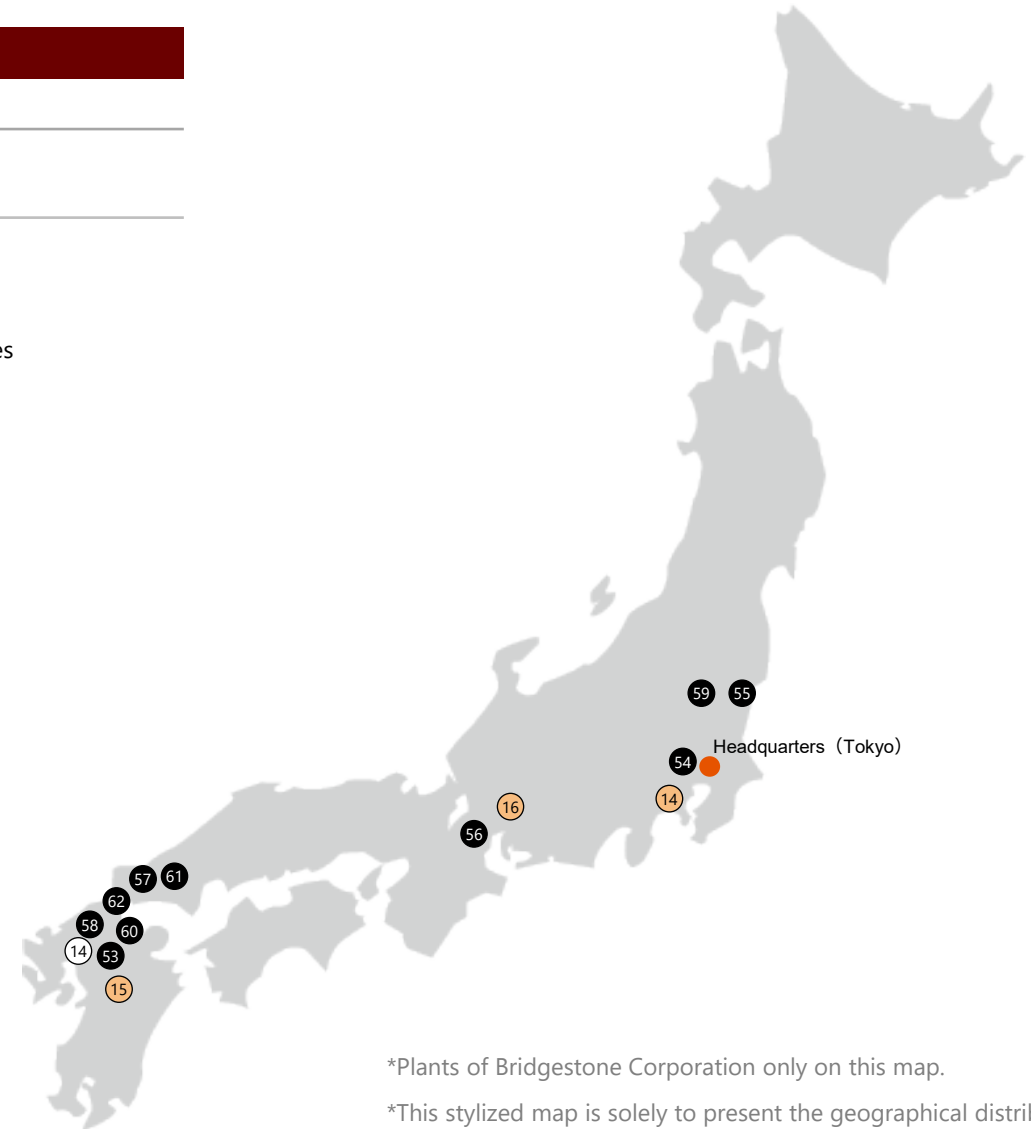 es
59 55
Headquarters（Tokyo）
54
14
16
56
57 61
62
58 60
14 53
15
*Plants of Bridgestone Corporation only on this map.
*This stylized map is solely to present the geographical distri